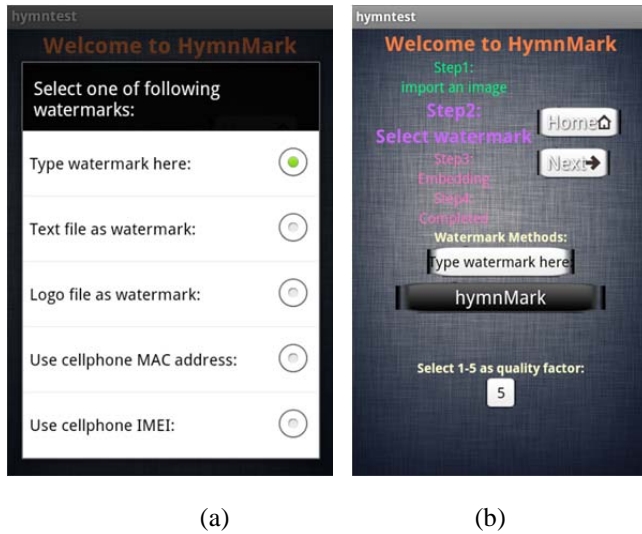 hymntest
Welcome to HymnMark
Select one of following
watermarks:
Type watermark here:
Text file as watermark:
Logo file as watermark:
Use cellphone MAC address:
Use cellphone IMEI:
(a)
hymntest
Welcome to HymnMark
Step1:
import an image
Step2:
Select watermark
Step3:
Embedding
Step4:
Completed
Home
Next
Watermark Methods:
Type watermark here:
hymnMark
Select 1-5 as quality factor:
5
(b)